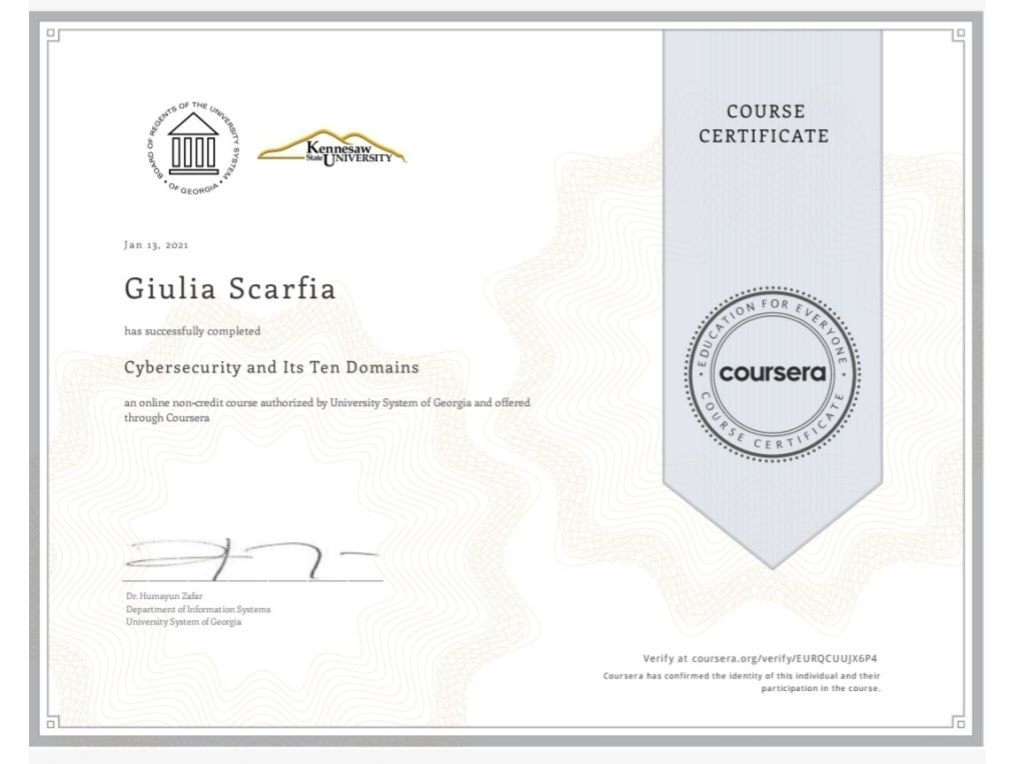 BOARD OF REGENTS OF THE UNIVERSITY SYSTEM
• OF GEORGIA •
Kennesaw
State UNIVERSITY
COURSE
CERTIFICATE
Jan 13, 2021
Giulia Scarfia
has successfully completed
Cybersecurity and Its Ten Domains
an online non-credit course authorized by University System of Georgia and offered
through Coursera
EDUCATION FOR EVERYONE
coursera
COURSE CERTIFICATE
Dr. Humayun Zafar
Department of Information Systems
University System of Georgia
Verify at coursera.org/verify/EURQCUUJX6P4
Coursera has confirmed the identity of this individual and their
participation in the course.